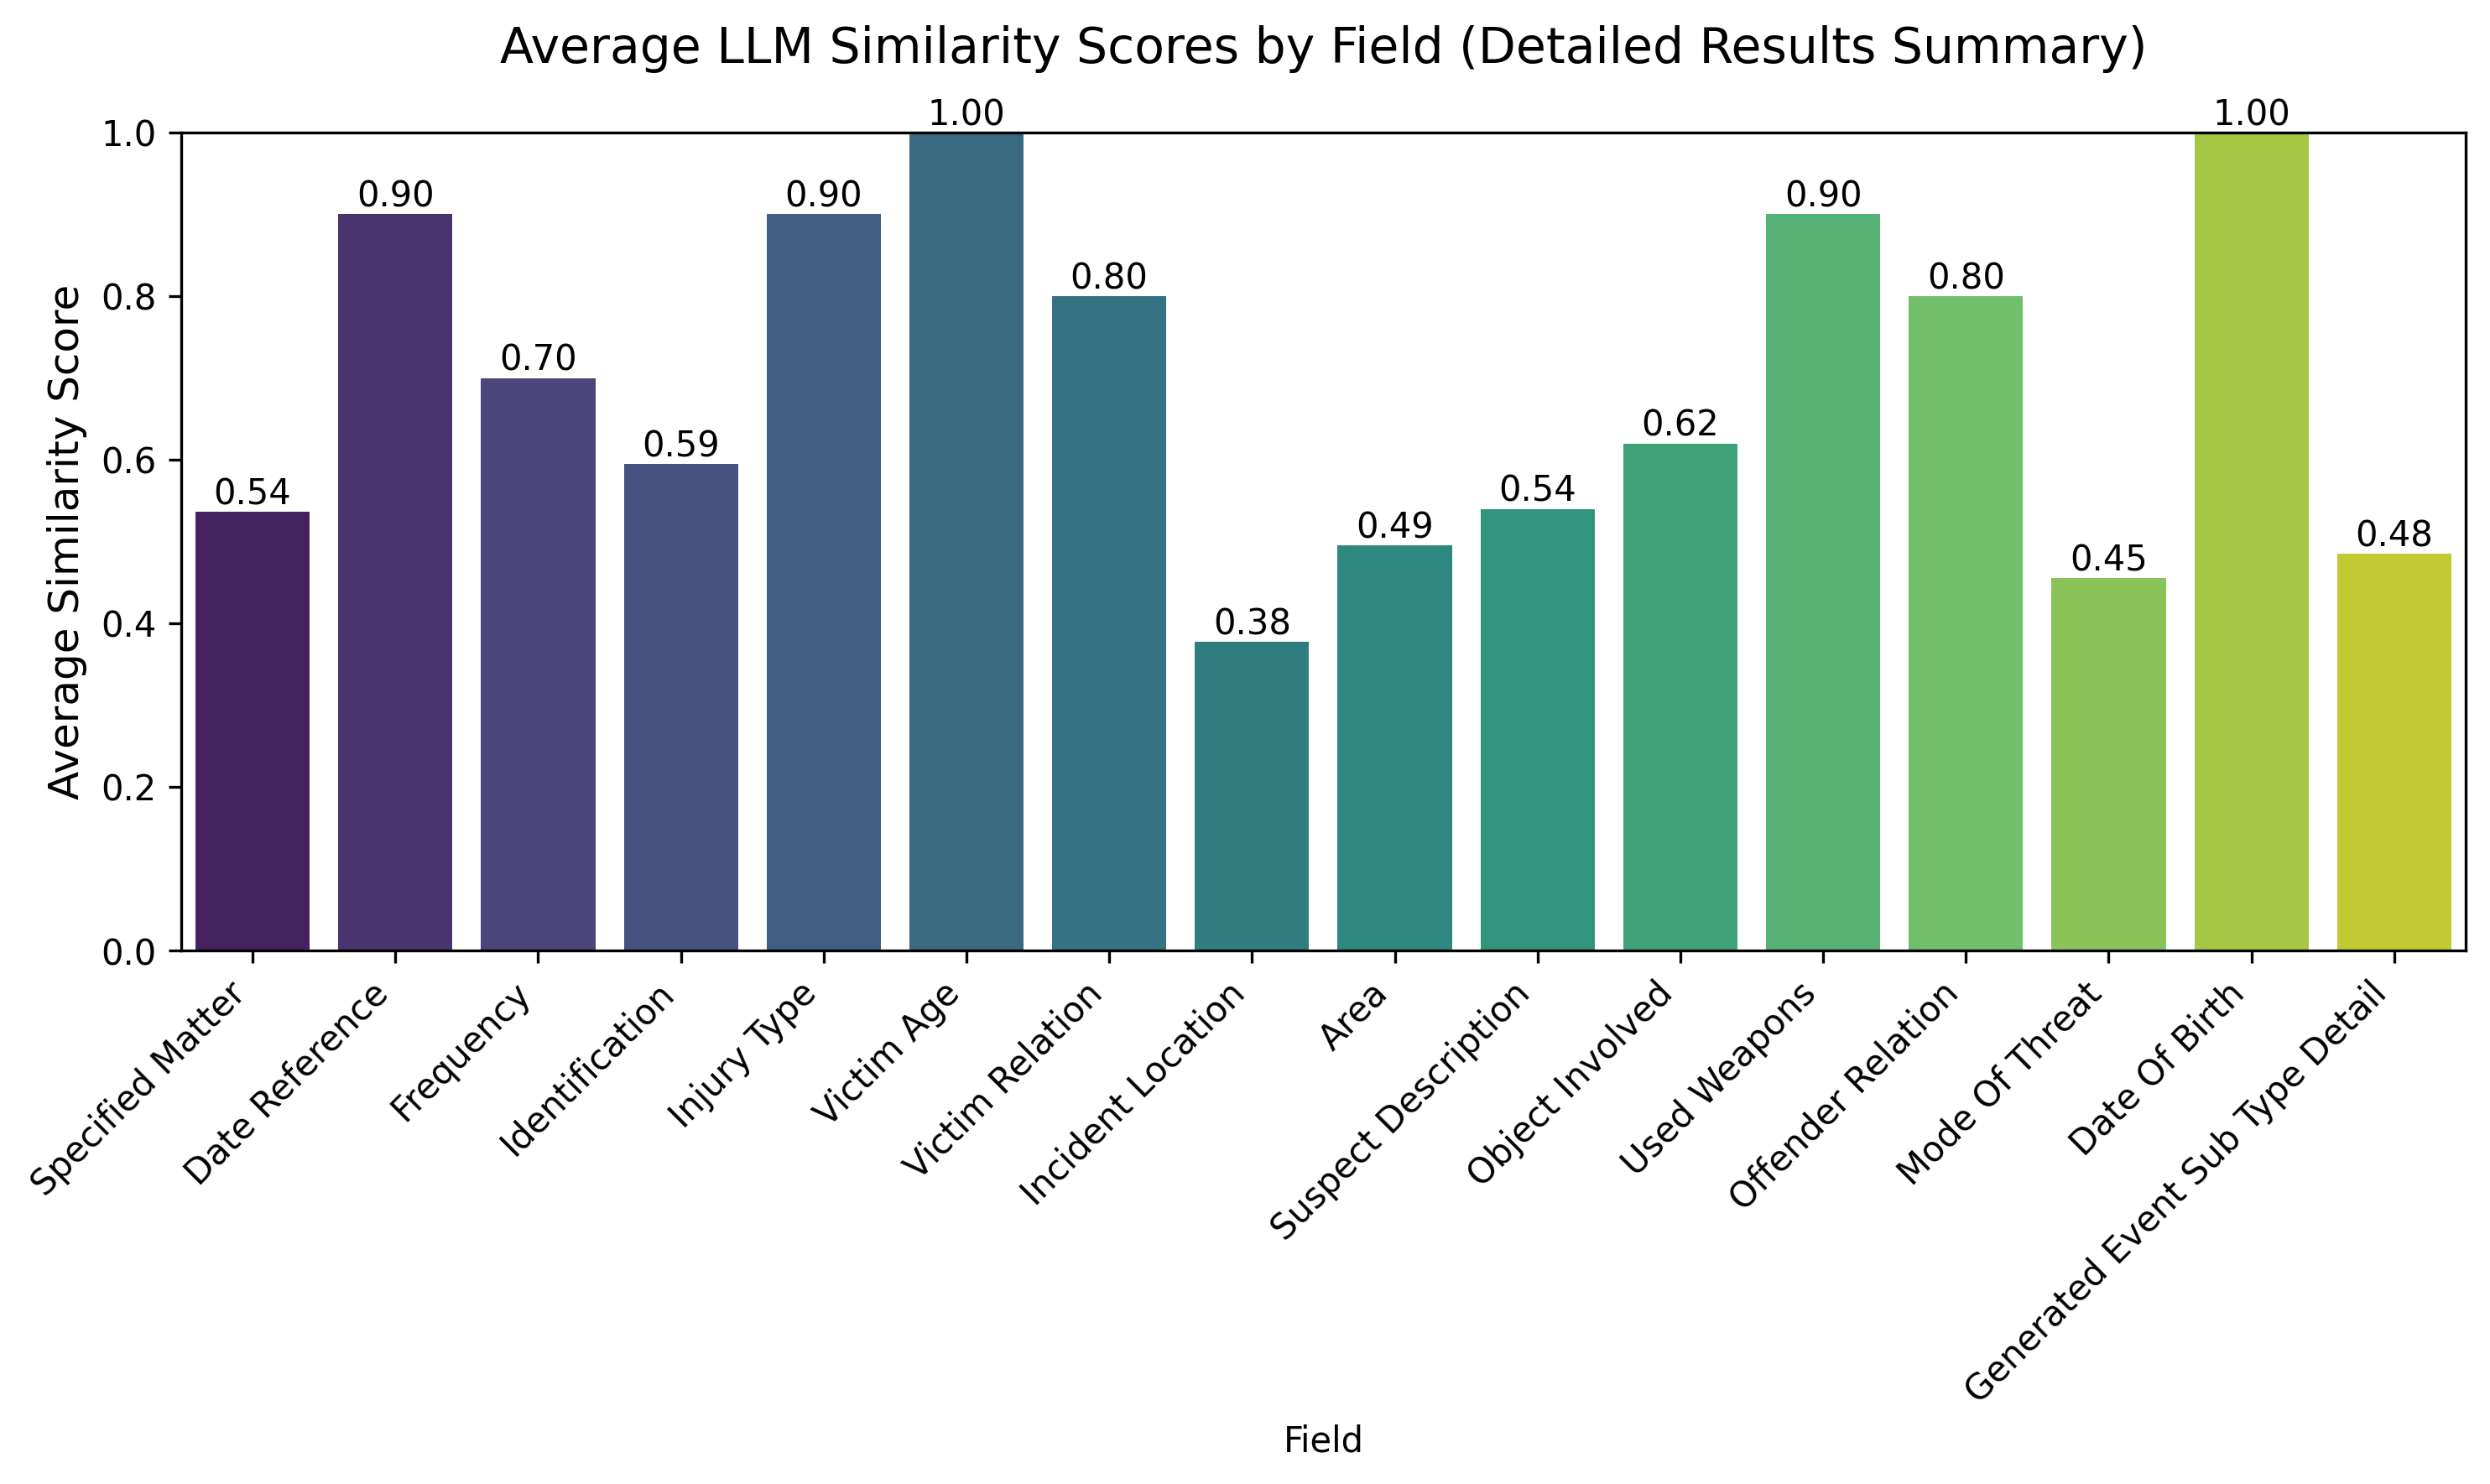 Average LLM Similarity Scores by Field (Detailed Results Summary)
Average Similarity Score
1.0
0.8
0.6
0.4
0.2
0.0
0.54
0.90
0.70
0.59
0.90
1.00
0.80
0.38
0.49
0.54
0.62
0.90
0.80
0.45
1.00
0.48
Specified Matter
Date Reference
Frequency
Identification
Injury Type
Victim Age
Victim Relation
Incident Location
Area
Suspect Description
Object Involved
Used Weapons
Offender Relation
Mode Of Threat
Date Of Birth
Generated Event Sub Type Detail
Field